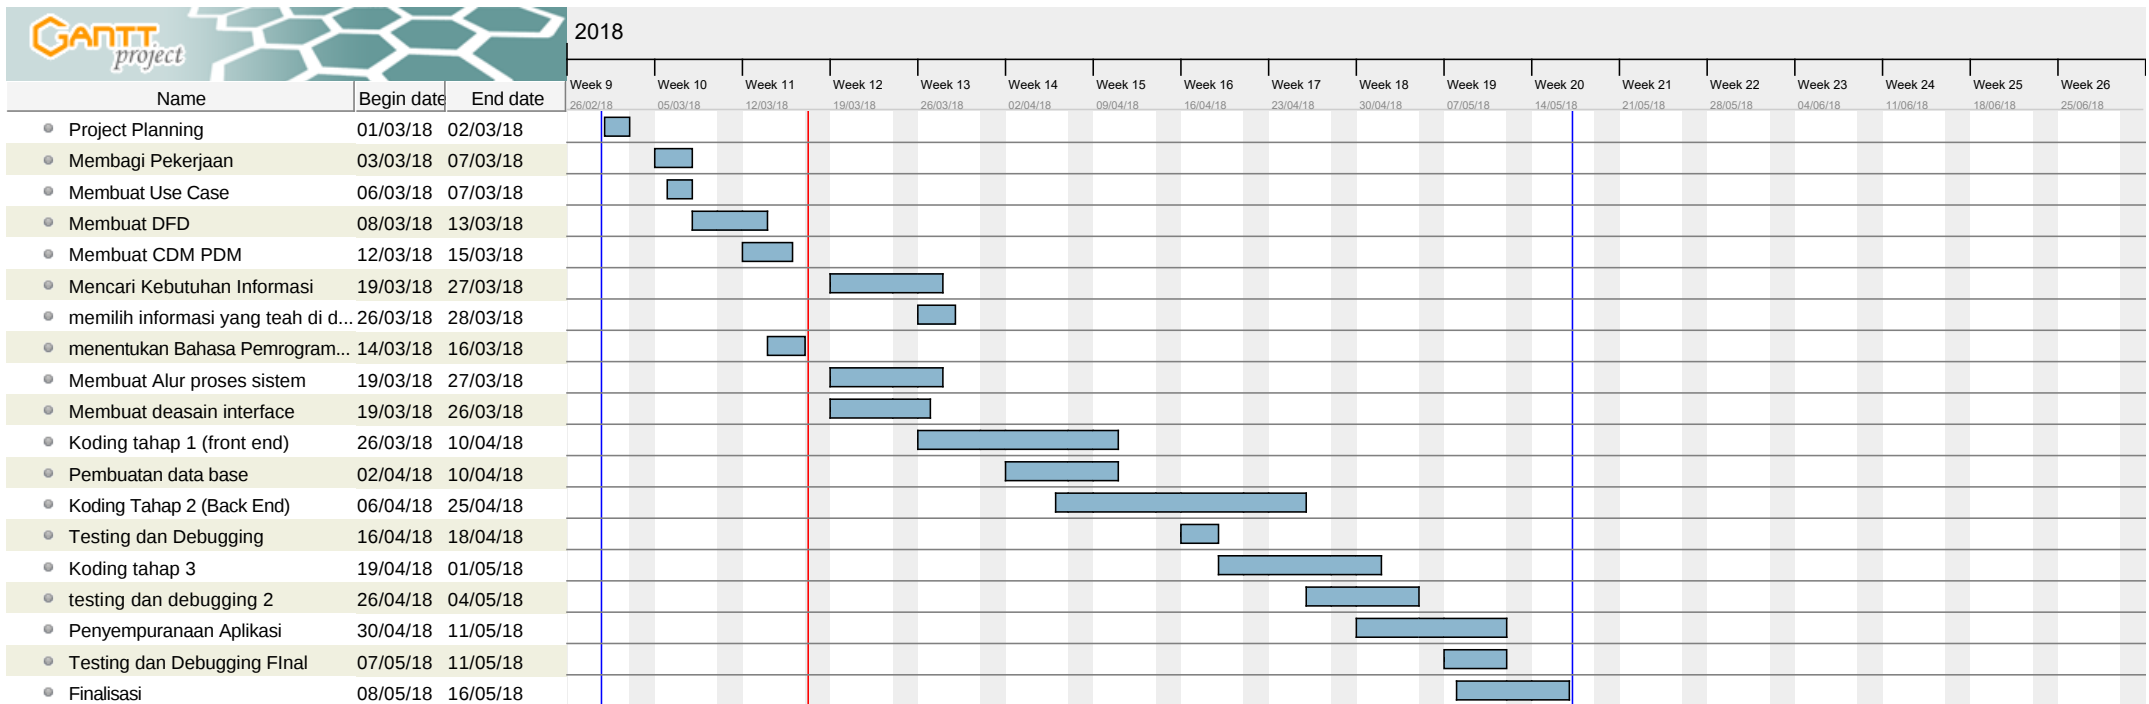 GANTT
project
2018
Week 9 Week 10 Week 11 Week 12 Week 13 Week 14 Week 15 Week 16 Week 17 Week 18 Week 19 Week 20 Week 21 Week 22 Week 23 Week 24 Week 25 Week 26
Name Begin date End date
26/02/18 05/03/18 12/03/18 19/03/18 26/03/18 02/04/18 09/04/18 16/04/18 23/04/18 30/04/18 07/05/18 14/05/18 21/05/18 28/05/18 04/06/18 11/06/18 18/06/18 25/06/18
Project Planning 01/03/18 02/03/18
Membagi Pekerjaan 03/03/18 07/03/18
Membuat Use Case 06/03/18 07/03/18
Membuat DFD 08/03/18 13/03/18
Membuat CDM PDM 12/03/18 15/03/18
Mencari Kebutuhan Informasi 19/03/18 27/03/18
memilih informasi yang teah di d... 26/03/18 28/03/18
menentukan Bahasa Pemrogram... 14/03/18 16/03/18
Membuat Alur proses sistem 19/03/18 27/03/18
Membuat deasain interface 19/03/18 26/03/18
Koding tahap 1 (front end) 26/03/18 10/04/18
Pembuatan data base 02/04/18 10/04/18
Koding Tahap 2 (Back End) 06/04/18 25/04/18
Testing dan Debugging 16/04/18 18/04/18
Koding tahap 3 19/04/18 01/05/18
testing dan debugging 2 26/04/18 04/05/18
Penyempuranaan Aplikasi 30/04/18 11/05/18
Testing dan Debugging FInal 07/05/18 11/05/18
Finalisasi 08/05/18 16/05/18